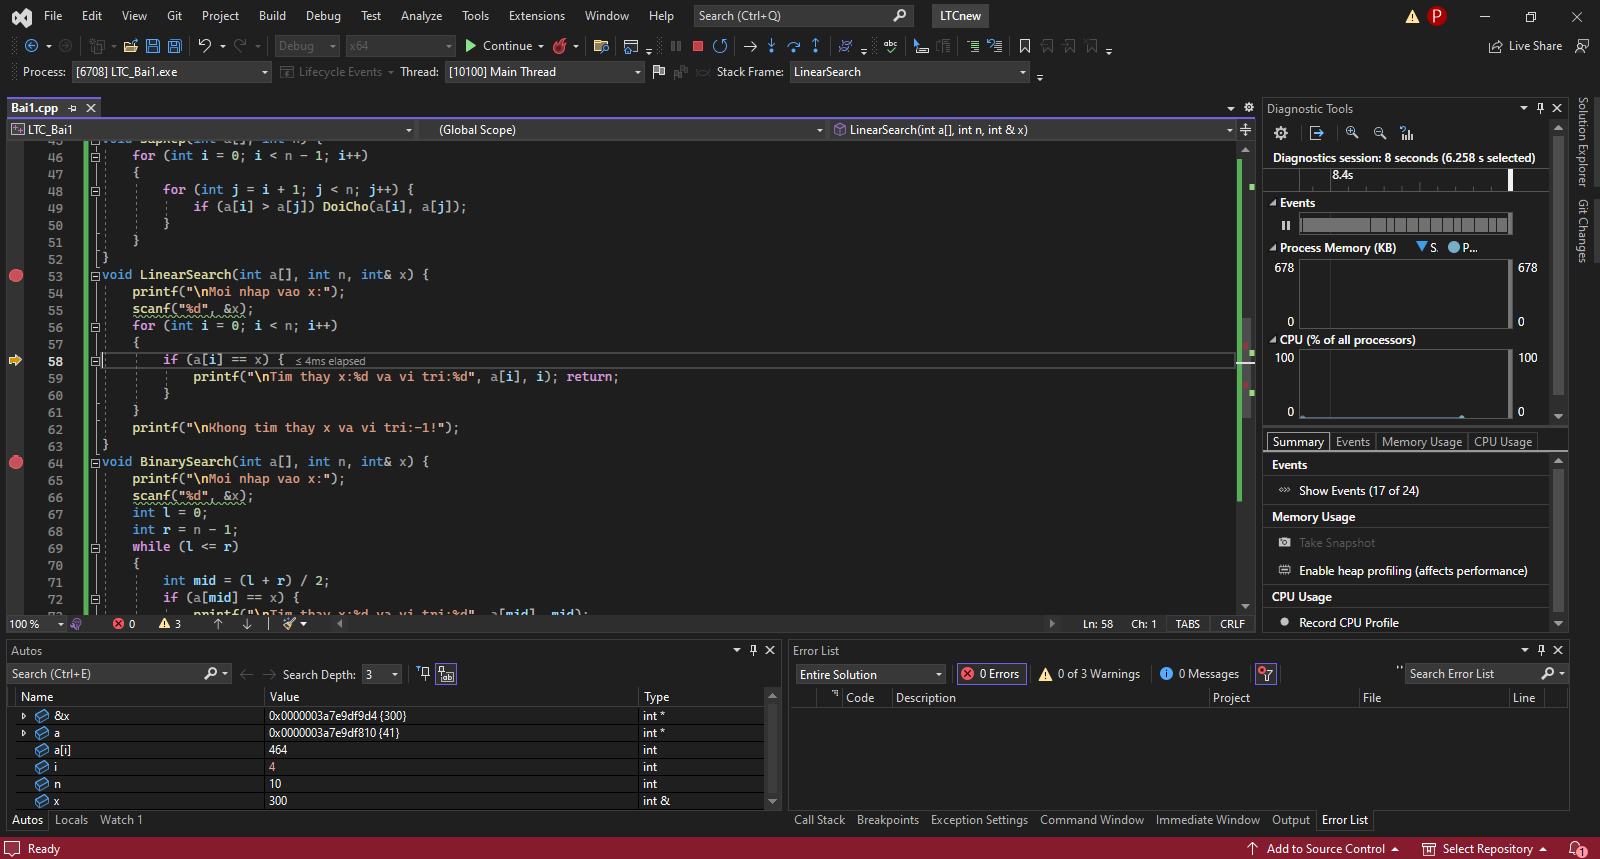 File Edit View Git Project Build Debug Test Analyze Tools Extensions Window Help Search (Ctrl+Q) LTCnew P
Debug x64 Continue Live Share
Process: [6708] LTC_Bai1.exe Lifecycle Events Thread: [10100] Main Thread Stack Frame: LinearSearch
Bai1.cpp
LTC_Bai1 (Global Scope) LinearSearch(int a[], int n, int & x)
46 for (int i = 0; i < n - 1; i++)
47 {
48 for (int j = i + 1; j < n; j++) {
49 if (a[i] > a[j]) DoiCho(a[i], a[j]);
50 }
51 }
52 }
53 void LinearSearch(int a[], int n, int& x) {
54 printf("\nMoi nhap vao x:");
55 scanf("%d", &x);
56 for (int i = 0; i < n; i++)
57 {
58 if (a[i] == x) { ≤ 4ms elapsed
59 printf("\nTim thay x:%d va vi tri:%d", a[i], i); return;
60 }
61 }
62 printf("\nKhong tim thay x va vi tri:-1!");
63 }
64 void BinarySearch(int a[], int n, int& x) {
65 printf("\nMoi nhap vao x:");
66 scanf("%d", &x);
67 int l = 0;
68 int r = n - 1;
69 while (l <= r)
70 {
71 int mid = (l + r) / 2;
72 if (a[mid] == x) {
printf("\nTim thay x:%d va vi tri:%d", a[mid], mid);
100 % 0 3 Ln: 58 Ch: 1 TABS CRLF
Diagnostic Tools
Diagnostics session: 8 seconds (6.258 s selected)
8.4s
Events
Process Memory (KB) S. P...
678 678
0 0
CPU (% of all processors)
100 100
0 0
Summary Events Memory Usage CPU Usage
Events
Show Events (17 of 24)
Memory Usage
Take Snapshot
Enable heap profiling (affects performance)
CPU Usage
Record CPU Profile
Solution Explorer
Git Changes
Autos
Search (Ctrl+E) Search Depth: 3
Name Value Type
&x 0x0000003a7e9df9d4 {300} int *
a 0x0000003a7e9df810 {41} int *
a[i] 464 int
i 4 int
n 10 int
x 300 int &
Autos Locals Watch 1
Error List
Entire Solution 0 Errors 0 of 3 Warnings 0 Messages Search Error List
Code Description Project File Line
Call Stack Breakpoints Exception Settings Command Window Immediate Window Output Error List
Ready Add to Source Control Select Repository 1